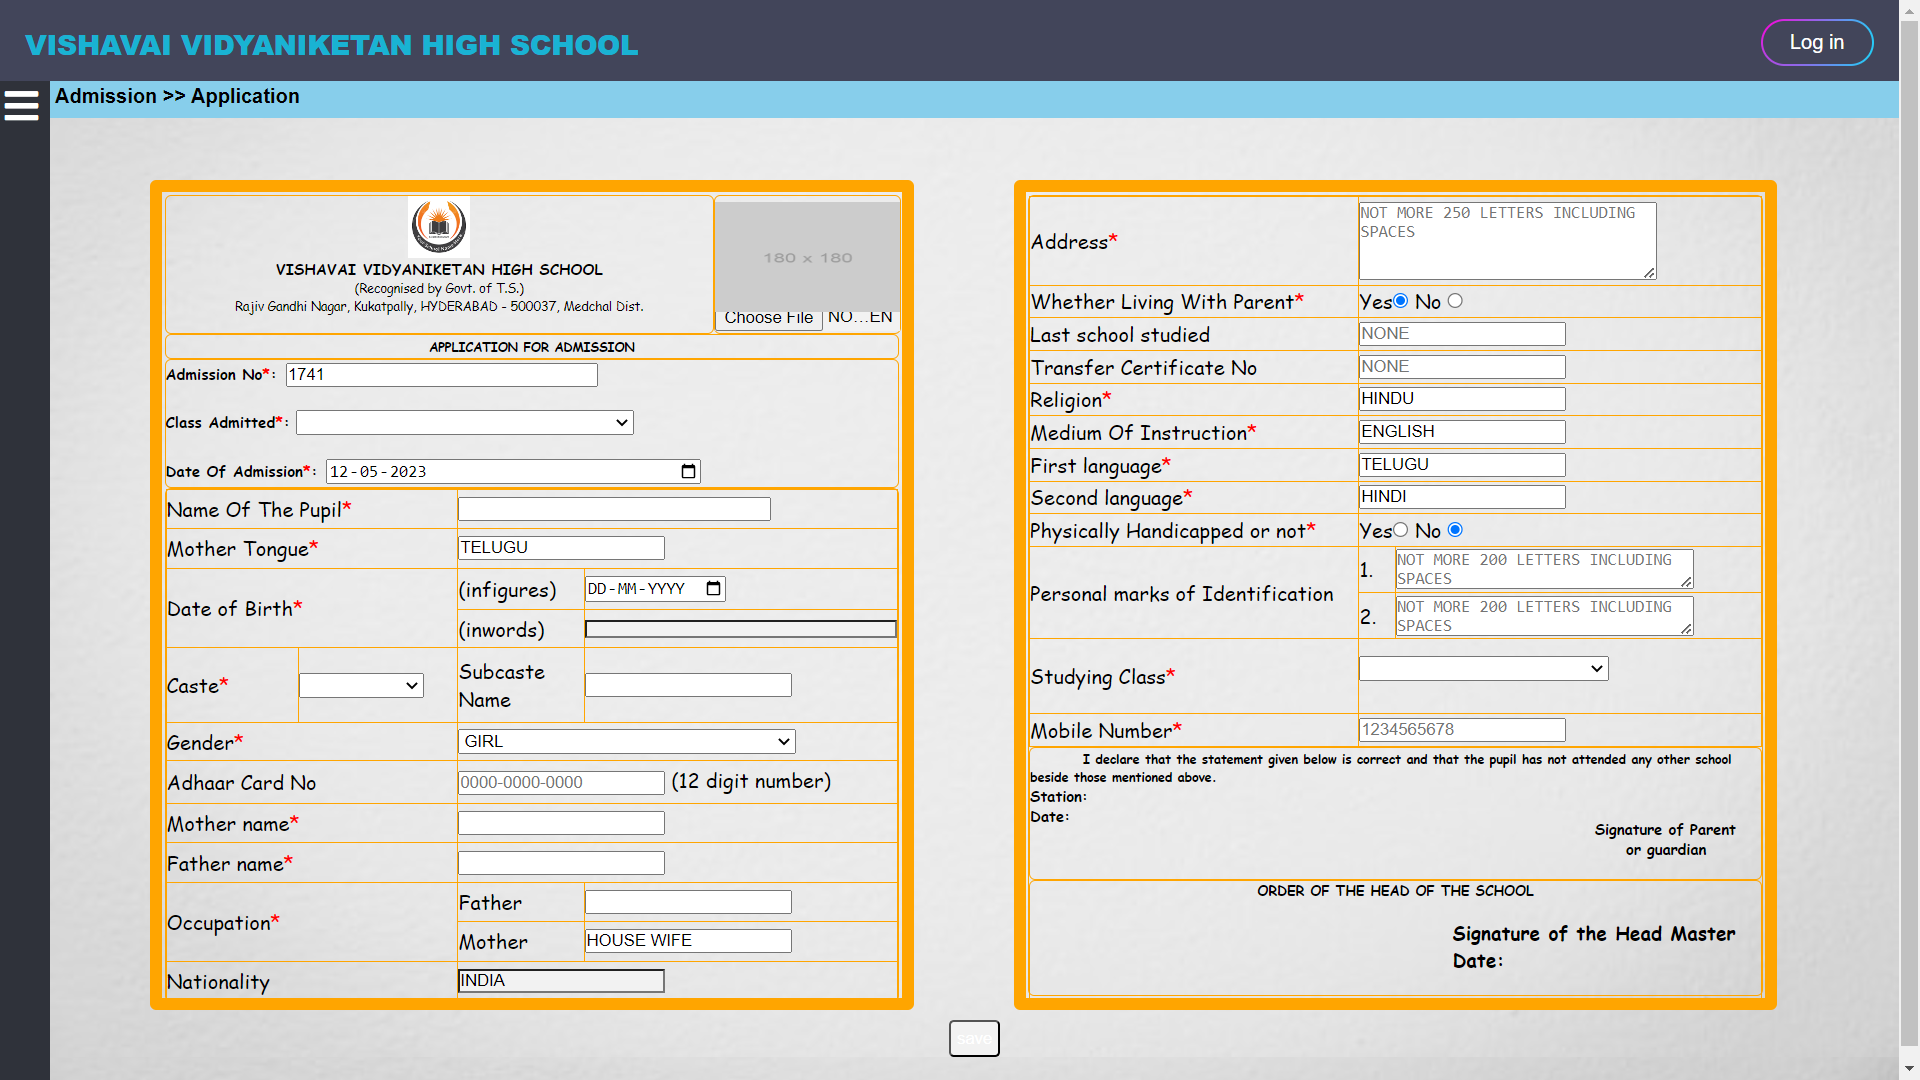 VISHAVAI VIDYANIKETAN HIGH SCHOOL
Log in
Admission >> Application
VISHAVAI VIDYANIKETAN HIGH SCHOOL
(Recognised by Govt. of T.S.)
Rajiv Gandhi Nagar, Kukatpally, HYDERABAD - 500037, Medchal Dist.
180 x 180
Choose File NO...EN
APPLICATION FOR ADMISSION
Admission No*: 1741
Class Admitted*:
Date Of Admission*: 12-05-2023
Name Of The Pupil*
Mother Tongue* TELUGU
Date of Birth* (infigures) DD-MM-YYYY
(inwords)
Caste* Subcaste Name
Gender* GIRL
Adhaar Card No 0000-0000-0000 (12 digit number)
Mother name*
Father name*
Occupation* Father
Mother HOUSE WIFE
Nationality INDIA
Address* NOT MORE 250 LETTERS INCLUDING
SPACES
Whether Living With Parent* Yes No
Last school studied NONE
Transfer Certificate No NONE
Religion* HINDU
Medium Of Instruction* ENGLISH
First language* TELUGU
Second language* HINDI
Physically Handicapped or not* Yes No
Personal marks of Identification 1. NOT MORE 200 LETTERS INCLUDING
SPACES
2. NOT MORE 200 LETTERS INCLUDING
SPACES
Studying Class*
Mobile Number* 1234565678
I declare that the statement given below is correct and that the pupil has not attended any other school
beside those mentioned above.
Station:
Date:
Signature of Parent
or guardian
ORDER OF THE HEAD OF THE SCHOOL
Signature of the Head Master
Date:
save